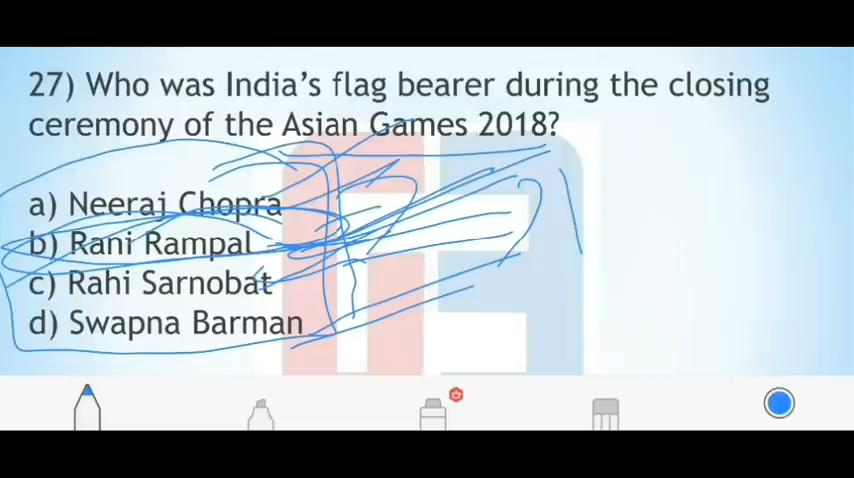 27) Who was India’s flag bearer during the closing
ceremony of the Asian Games 2018?
a) Neeraj Chopra
b) Rani Rampal
c) Rahi Sarnobat
d) Swapna Barman